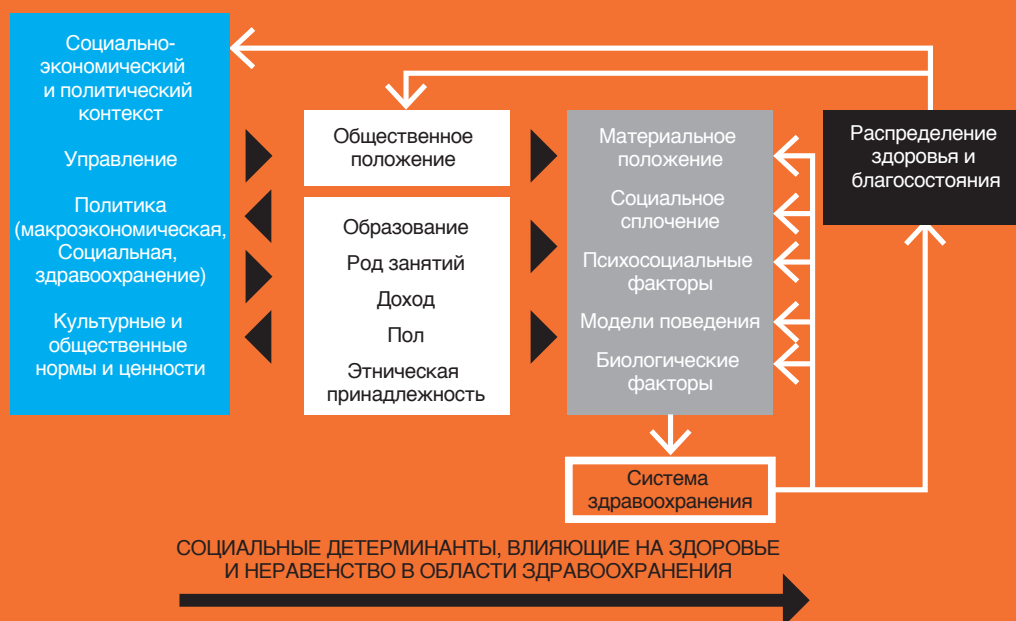 Социально-
экономический
и политический
контекст
Управление
Политика
(макроэкономическая,
Социальная,
здравоохранение)
Культурные и
общественные
нормы и ценности
Общественное
положение
Образование
Род занятий
Доход
Пол
Этническая
принадлежность
Материальное
положение
Социальное
сплочение
Психосоциальные
факторы
Модели поведения
Биологические
факторы
Система
здравоохранения
Распределение
здоровья и
благосостояния
СОЦИАЛЬНЫЕ ДЕТЕРМИНАНТЫ, ВЛИЯЮЩИЕ НА ЗДОРОВЬЕ
И НЕРАВЕНСТВО В ОБЛАСТИ ЗДРАВООХРАНЕНИЯ